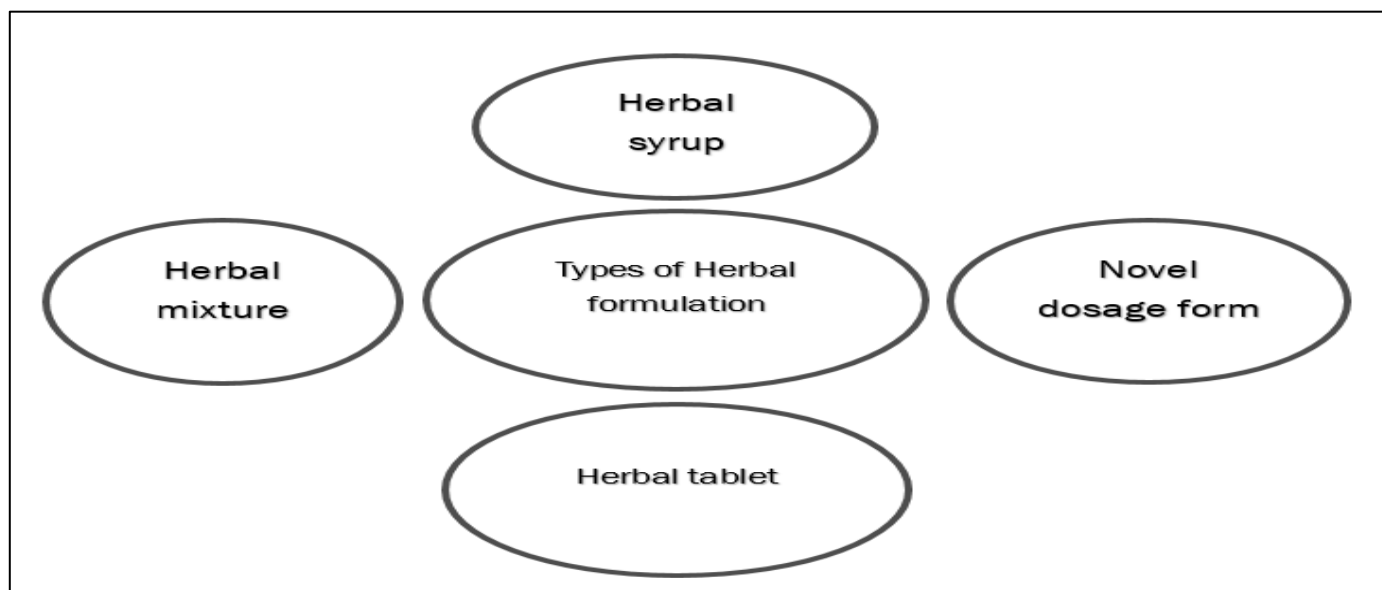 Herbal
syrup
Herbal
mixture
Types of Herbal
formulation
Novel
dosage form
Herbal tablet